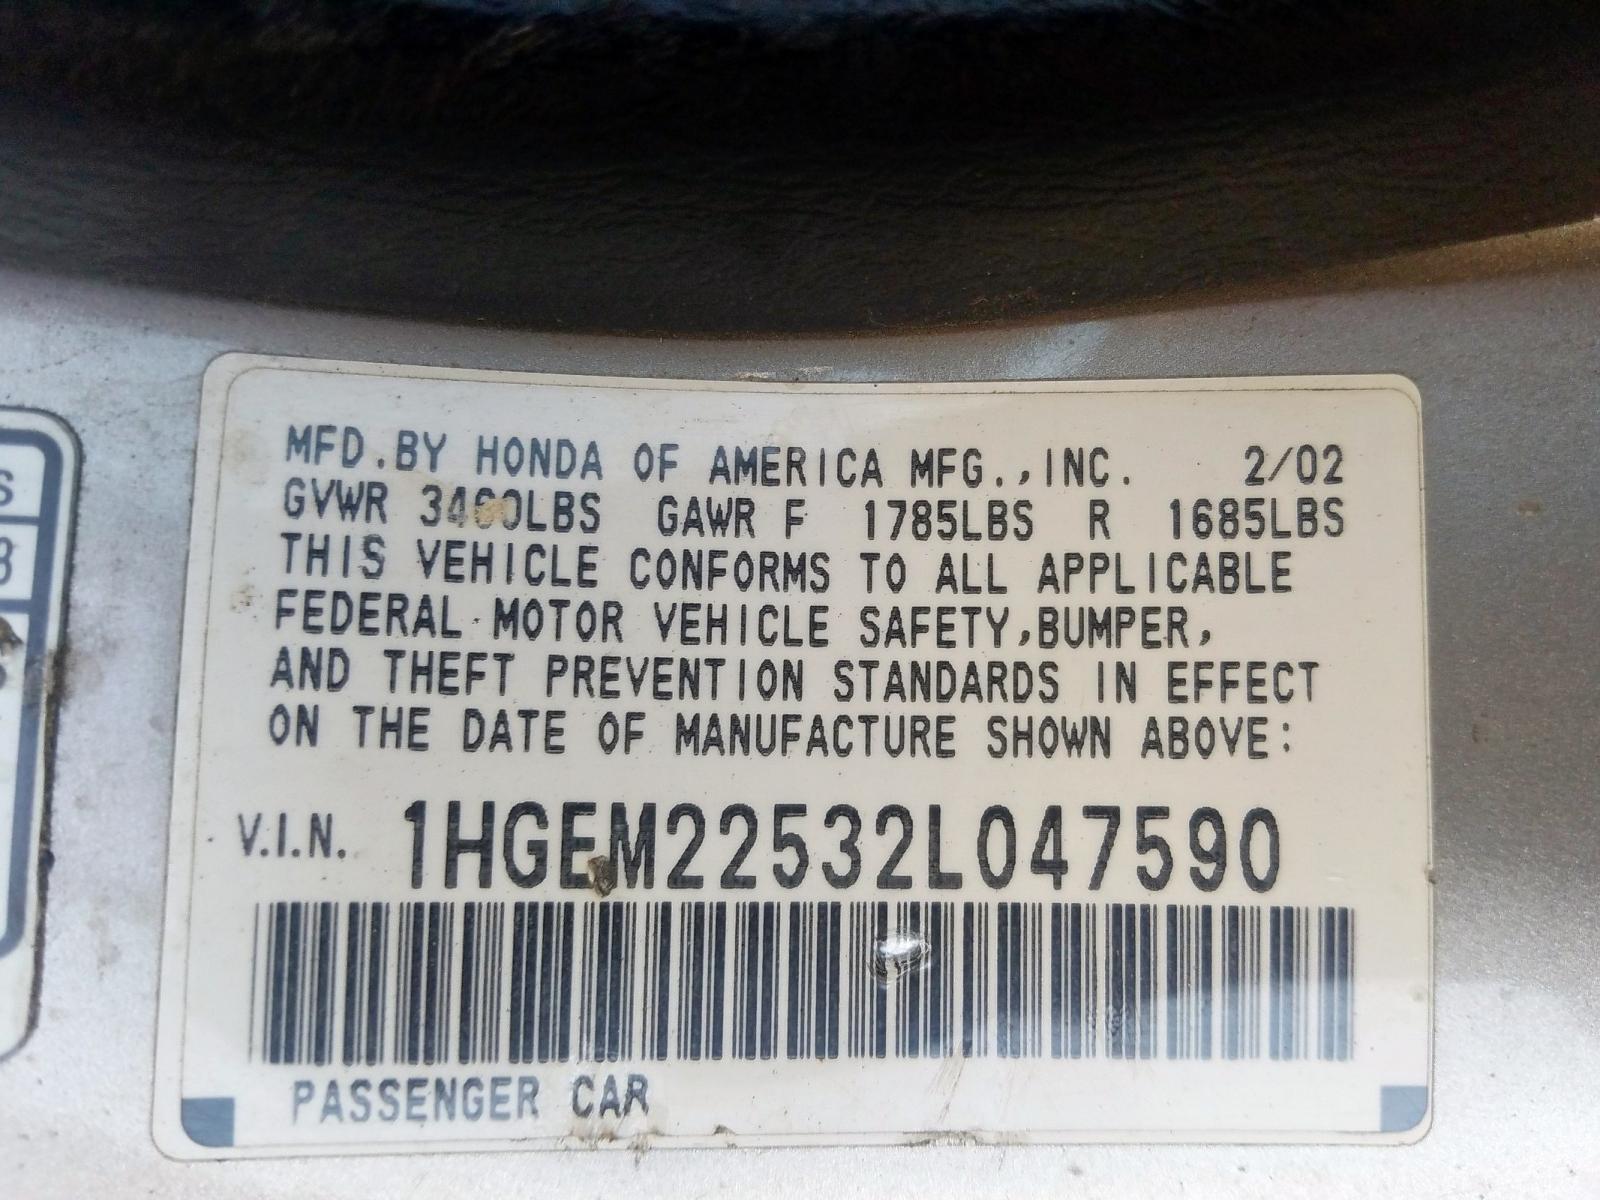 MFD.BY HONDA OF AMERICA MFG.,INC. 2/02
GVWR 3460LBS GAWR F 1785LBS R 1685LBS
THIS VEHICLE CONFORMS TO ALL APPLICABLE
FEDERAL MOTOR VEHICLE SAFETY,BUMPER,
AND THEFT PREVENTION STANDARDS IN EFFECT
ON THE DATE OF MANUFACTURE SHOWN ABOVE:
V.I.N. 1HGEM22532L047590
PASSENGER CAR